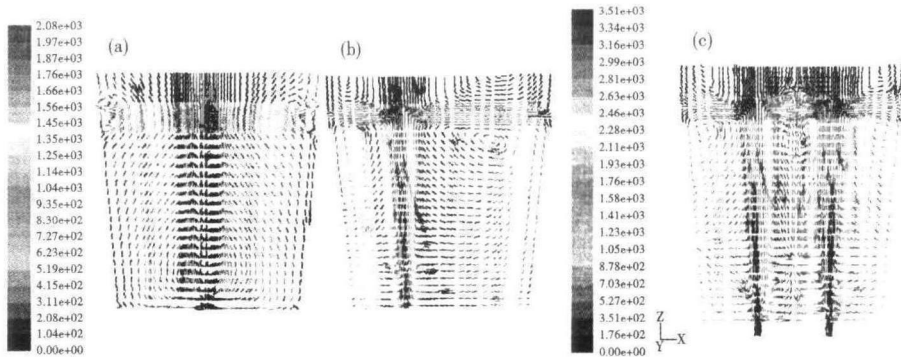 (a)
(b)
(c)
2.08e+03
1.97e+03
1.87e+03
1.76e+03
1.66e+03
1.56e+03
1.45e+03
1.35e+03
1.25e+03
1.14e+03
1.04e+03
9.35e+02
8.30e+02
7.27e+02
6.23e+02
5.19e+02
4.15e+02
3.11e+02
2.08e+02
1.04e+02
0.00e+00
3.51e+03
3.34e+03
3.16e+03
2.99e+03
2.81e+03
2.63e+03
2.46e+03
2.28e+03
2.11e+03
1.93e+03
1.76e+03
1.58e+03
1.41e+03
1.23e+03
1.05e+03
8.78e+02
7.03e+02
5.27e+02
3.51e+02
1.76e+02
0.00e+00
Z
Y
X